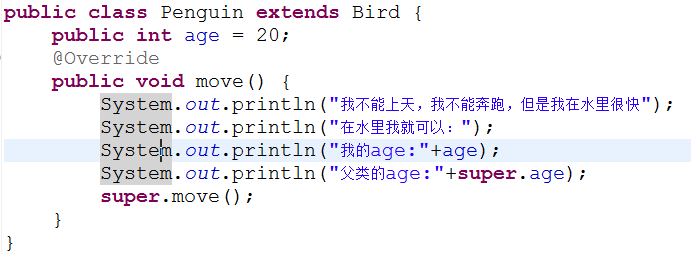 public class Penguin extends Bird {
    public int age = 20;
    @Override
    public void move() {
        System.out.println("我不能上天，我不能奔跑，但是我在水里很快");
        System.out.println("在水里我就可以：");
        System.out.println("我的age:"+age);
        System.out.println("父类的age:"+super.age);
        super.move();
    }
}